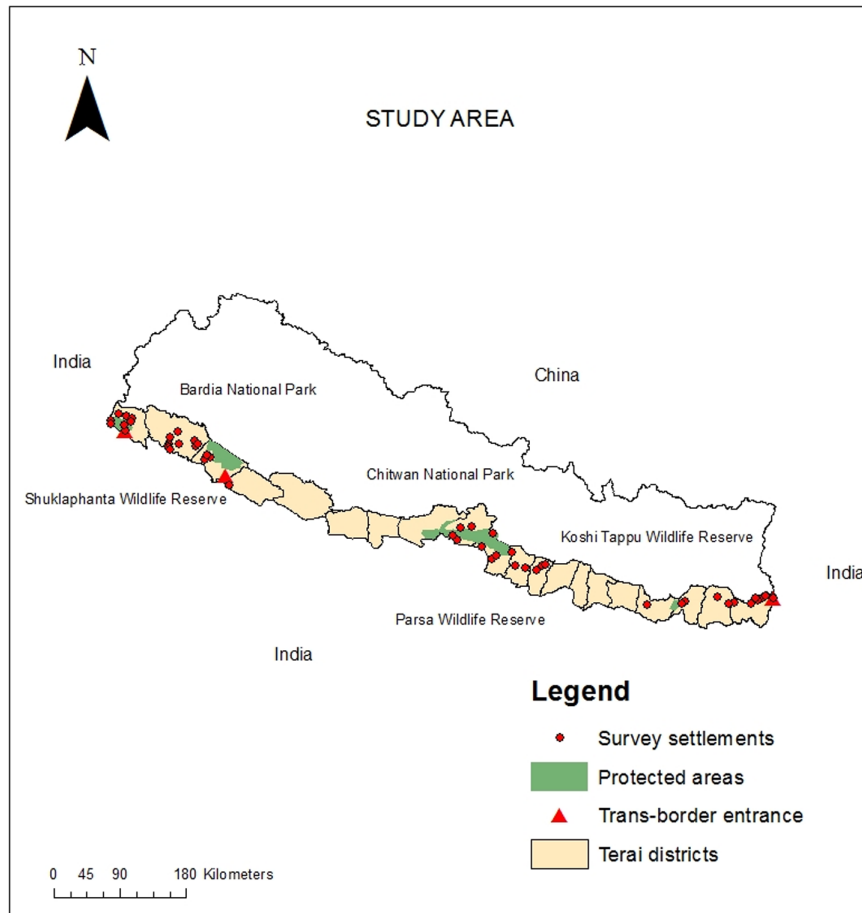 N
STUDY AREA
India
China
Bardia National Park
Chitwan National Park
Shuklaphanta Wildlife Reserve
Koshi Tappu Wildlife Reserve
India
Parsa Wildlife Reserve
India
Legend
Survey settlements
Protected areas
Trans-border entrance
Terai districts
0 45 90 180 Kilometers